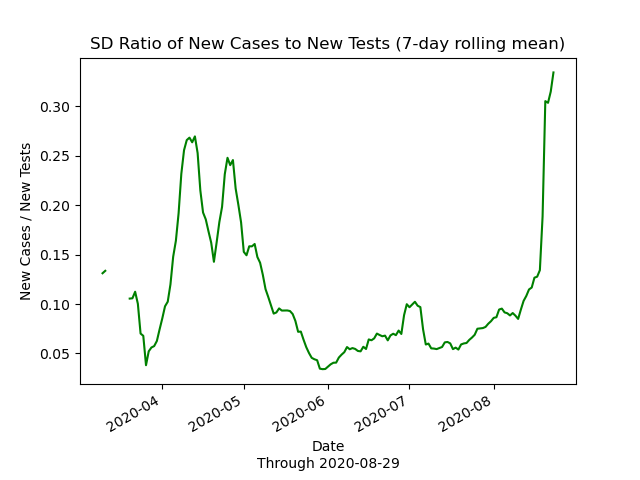 SD Ratio of New Cases to New Tests (7-day rolling mean)
0.30
0.25
0.20
0.15
0.10
0.05
New Cases / New Tests
2020-04
2020-05
2020-06
2020-07
2020-08
Date
Through 2020-08-29